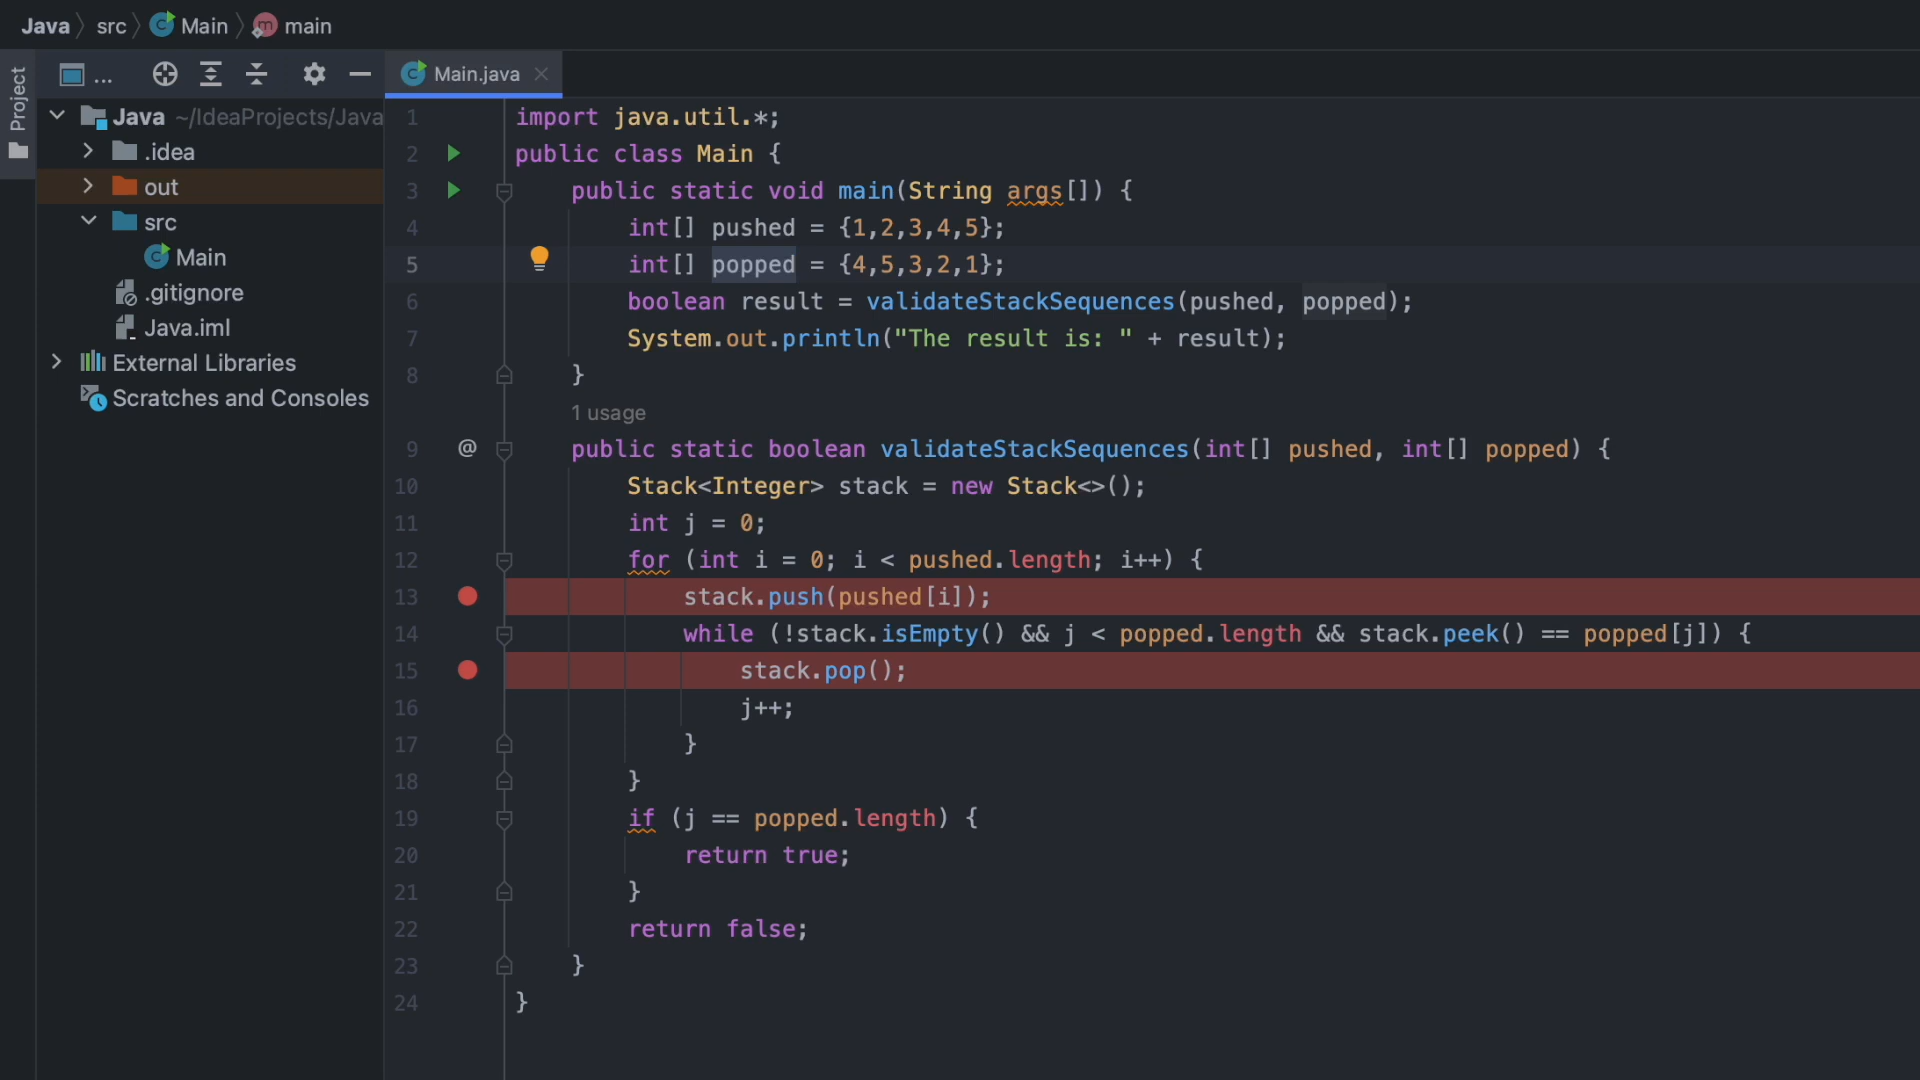 Java src Main main
Project
... Main.java
Java ~/IdeaProjects/Java
.idea
out
src
Main
.gitignore
Java.iml
External Libraries
Scratches and Consoles
1 import java.util.*;
2 public class Main {
3 public static void main(String args[]) {
4 int[] pushed = {1,2,3,4,5};
5 int[] popped = {4,5,3,2,1};
6 boolean result = validateStackSequences(pushed, popped);
7 System.out.println("The result is: " + result);
8 }
1 usage
9 @ public static boolean validateStackSequences(int[] pushed, int[] popped) {
10 Stack<Integer> stack = new Stack<>();
11 int j = 0;
12 for (int i = 0; i < pushed.length; i++) {
13 stack.push(pushed[i]);
14 while (!stack.isEmpty() && j < popped.length && stack.peek() == popped[j]) {
15 stack.pop();
16 j++;
17 }
18 }
19 if (j == popped.length) {
20 return true;
21 }
22 return false;
23 }
24 }